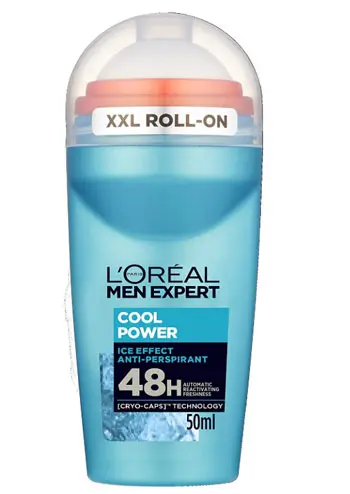 XXL ROLL-ON
L'ORÉAL
PARIS
MEN EXPERT
COOL
POWER
ICE EFFECT
ANTI-PERSPIRANT
48H AUTOMATIC
REACTIVATING
FRESHNESS
[CRYO-CAPS]™ TECHNOLOGY
50ml